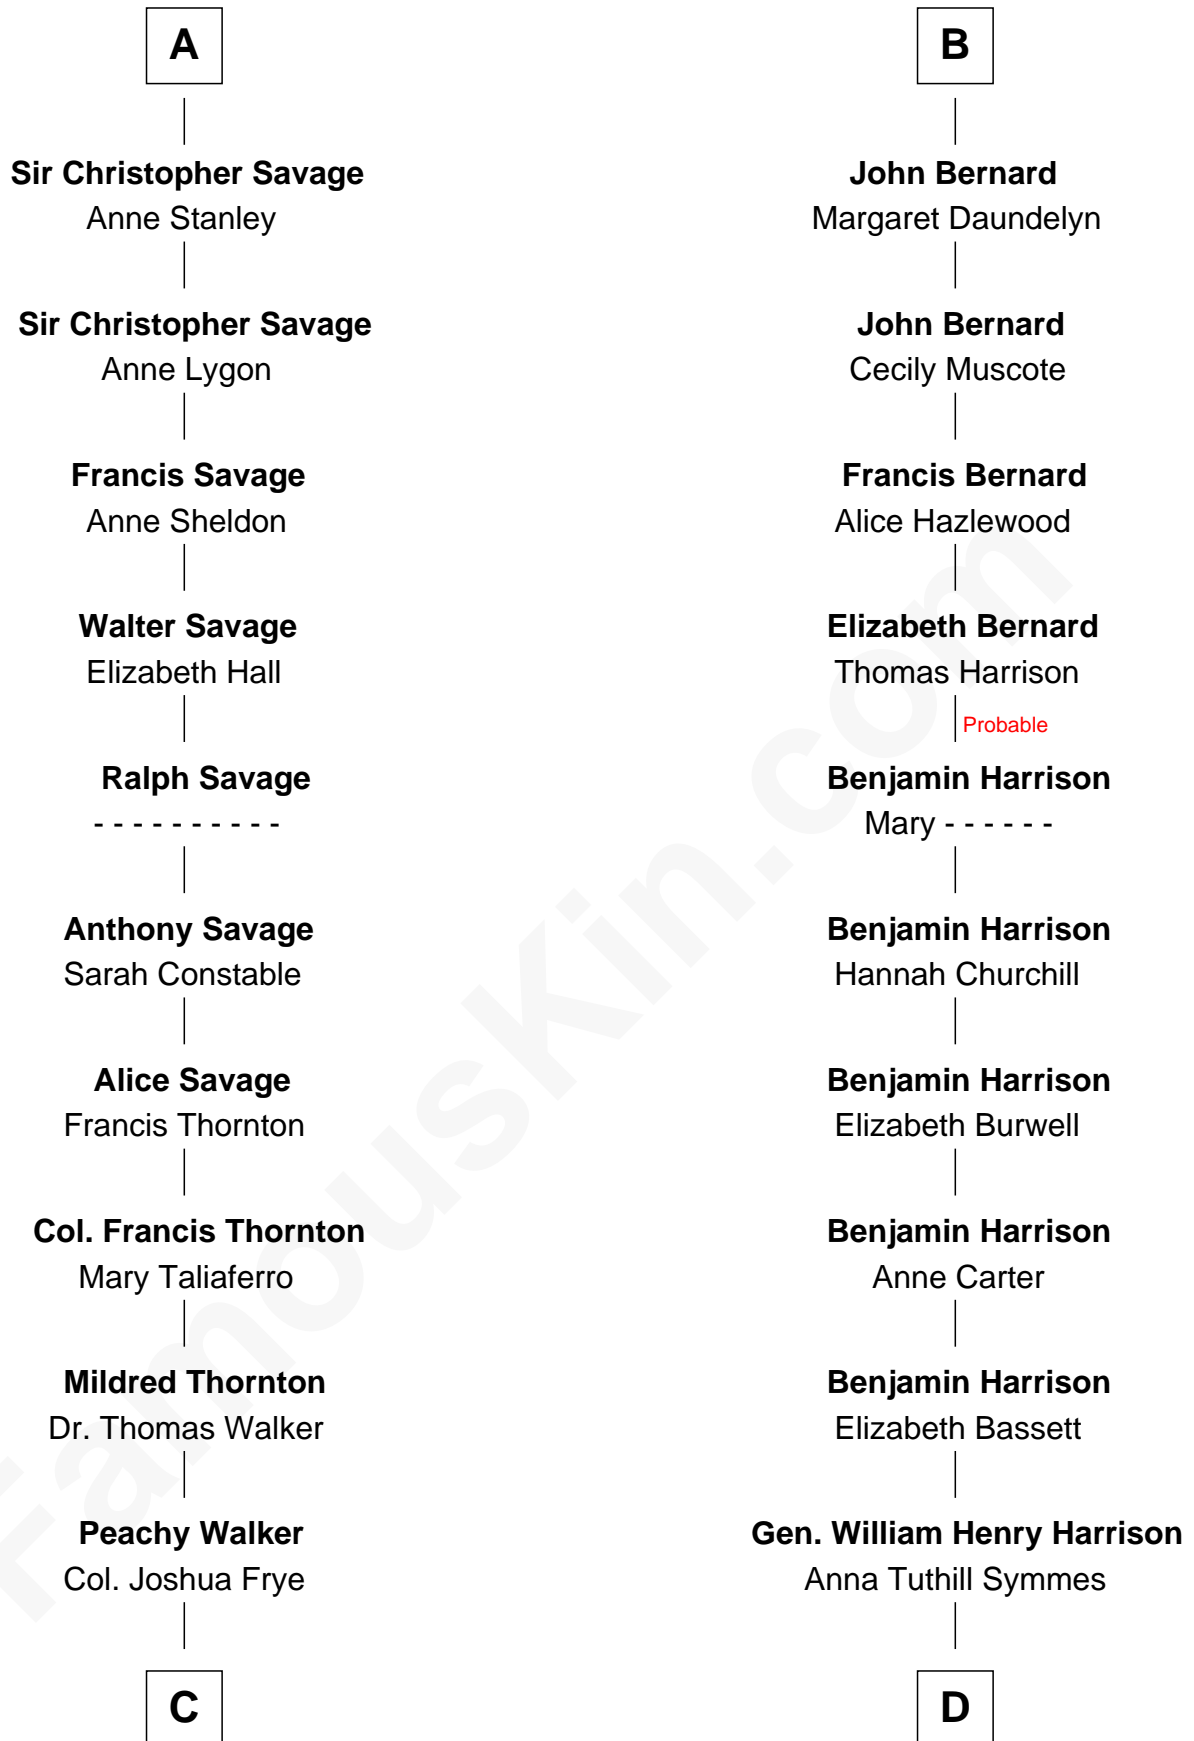 A
Sir Christopher Savage
Anne Stanley
Sir Christopher Savage
Anne Lygon
Francis Savage
Anne Sheldon
Walter Savage
Elizabeth Hall
Ralph Savage
- - - - - - - - - -
Anthony Savage
Sarah Constable
Alice Savage
Francis Thornton
Col. Francis Thornton
Mary Taliaferro
Mildred Thornton
Dr. Thomas Walker
Peachy Walker
Col. Joshua Frye
C
B
John Bernard
Margaret Daundelyn
John Bernard
Cecily Muscote
Francis Bernard
Alice Hazlewood
Elizabeth Bernard
Thomas Harrison
Probable
Benjamin Harrison
Mary - - - - - -
Benjamin Harrison
Hannah Churchill
Benjamin Harrison
Elizabeth Burwell
Benjamin Harrison
Anne Carter
Benjamin Harrison
Elizabeth Bassett
Gen. William Henry Harrison
Anna Tuthill Symmes
D
FamousKin.com